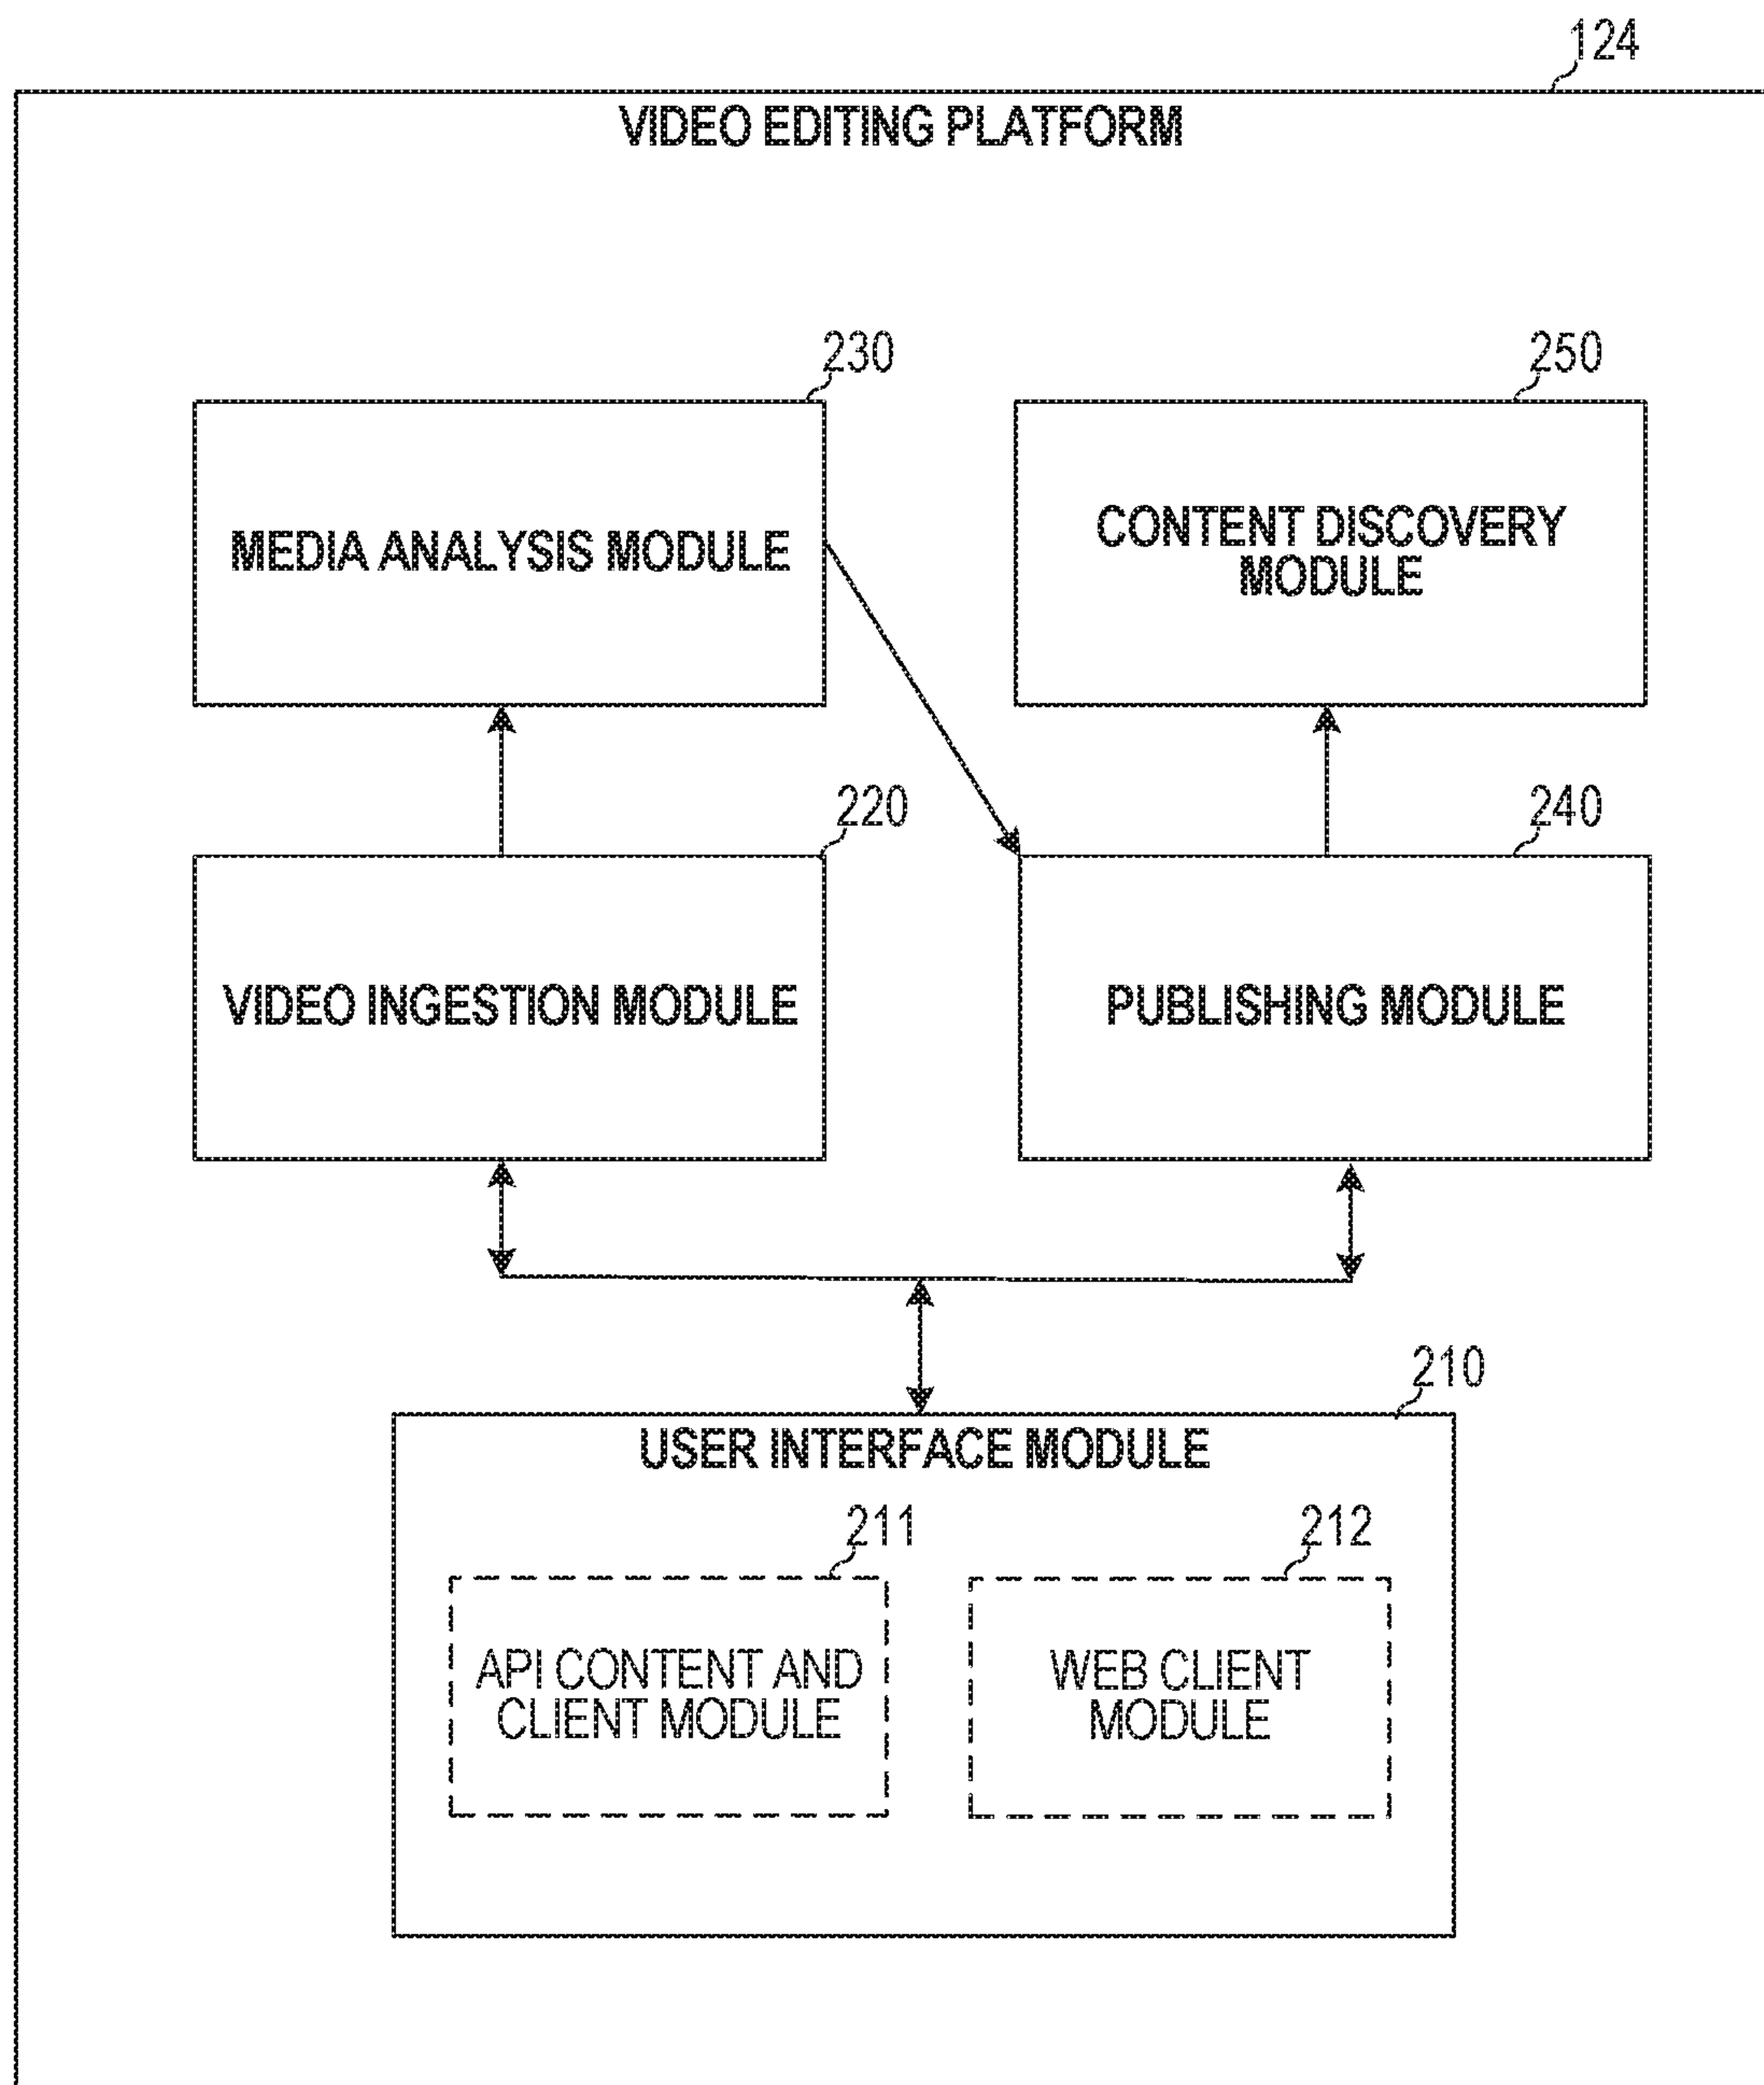 124
VIDEO EDITING PLATFORM
230
250
MEDIA ANALYSIS MODULE
CONTENT DISCOVERY
MODULE
220
240
VIDEO INGESTION MODULE
PUBLISHING MODULE
210
USER INTERFACE MODULE
211
212
API CONTENT AND
CLIENT MODULE
WEB CLIENT
MODULE